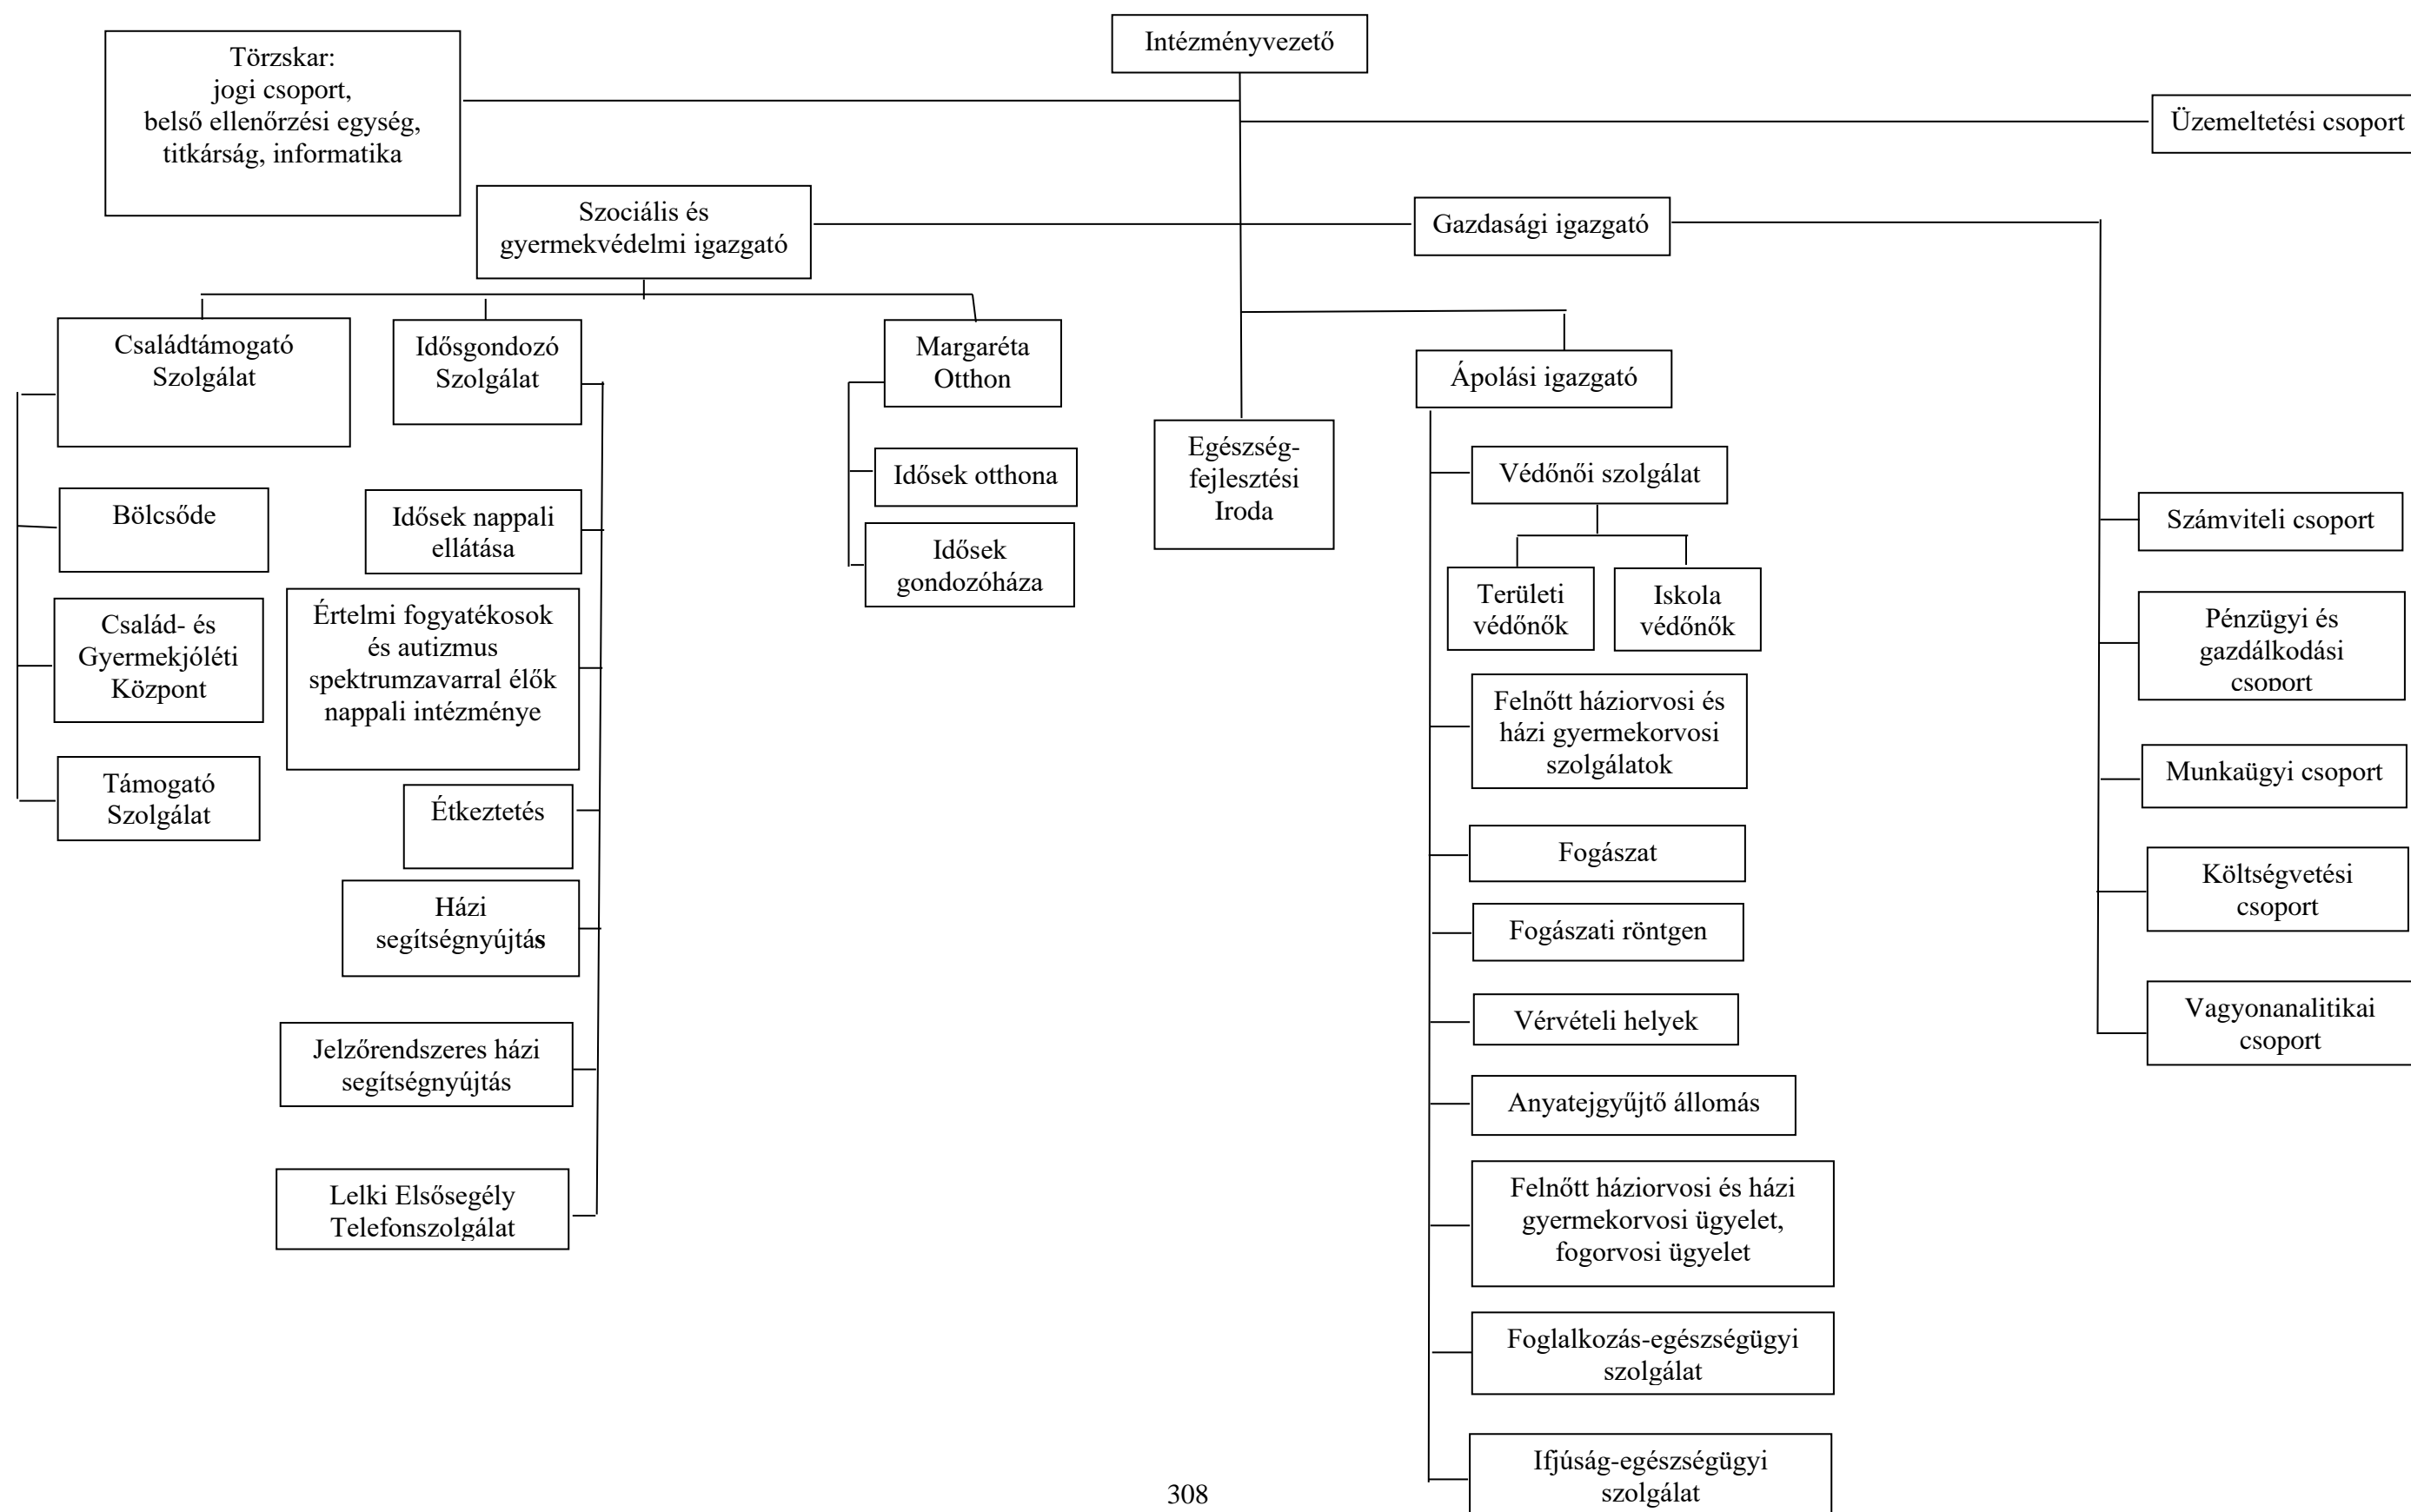 Intézményvezető
Törzskar:
jogi csoport,
belső ellenőrzési egység,
titkárság, informatika
Üzemeltetési csoport
Szociális és
gyermekvédelmi igazgató
Gazdasági igazgató
Családtámogató
Szolgálat
Bölcsőde
Család- és
Gyermekjóléti
Központ
Támogató
Szolgálat
Idősgondozó
Szolgálat
Idősek nappali
ellátása
Értelmi fogyatékosok
és autizmus
spektrumzavarral élők
nappali intézménye
Étkeztetés
Házi
segítségnyújtás
Jelzőrendszeres házi
segítségnyújtás
Lelki Elsősegély
Telefonszolgálat
Margaréta
Otthon
Idősek otthona
Idősek
gondozóháza
Egészség-
fejlesztési
Iroda
Ápolási igazgató
Védőnői szolgálat
Területi
védőnők
Iskola
védőnők
Felnőtt háziorvosi és
házi gyermekorvosi
szolgálatok
Fogászat
Fogászati röntgen
Vérvételi helyek
Anyatejgyűjtő állomás
Felnőtt háziorvosi és házi
gyermekorvosi ügyelet,
fogorvosi ügyelet
Foglalkozás-egészségügyi
szolgálat
Ifjúság-egészségügyi
szolgálat
Számviteli csoport
Pénzügyi és
gazdálkodási
csoport
Munkaügyi csoport
Költségvetési
csoport
Vagyonanalitikai
csoport
308